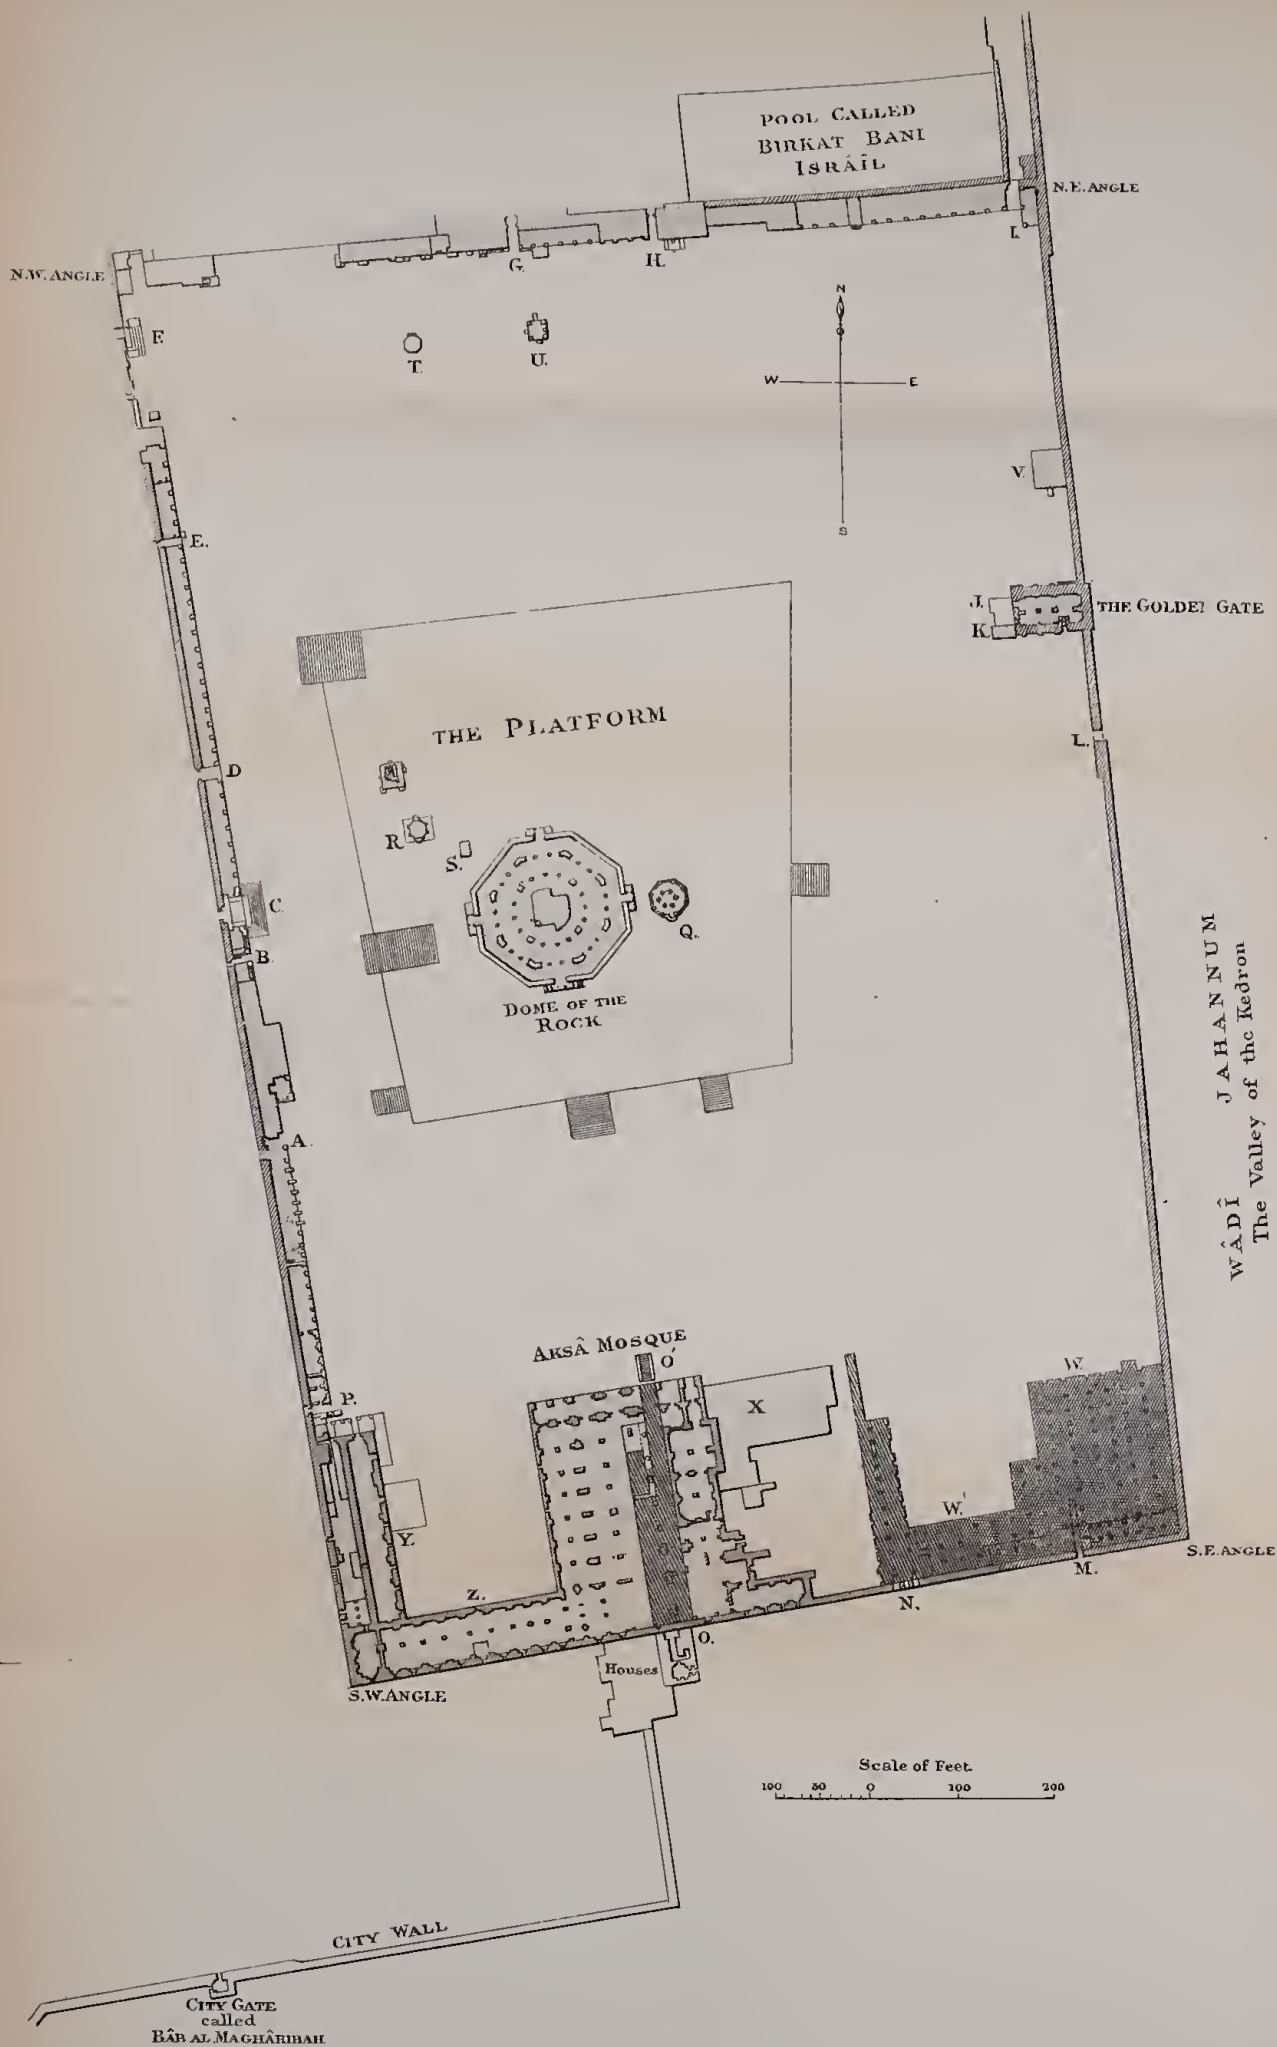 POOL CALLED
BIRKAT BANI
ISRÁÎL
N.E. ANGLE
I.
N.W. ANGLE
G.
H.
F.
T.
U.
N
W
E
S
V.
E.
J.
K.
THE GOLDE? GATE
THE PLATFORM
L.
D
R
S.
C.
Q.
B.
DOME OF THE
ROCK
A.
WÂDÎ JAHANNUM
The Valley of the Kedron
AKSÂ MOSQUE
O'
W.
P.
X
W.'
Y.
S.E. ANGLE
M.
Z.
N.
O.
Houses
S.W. ANGLE
Scale of Feet.
100 50 0 100 200
CITY WALL
CITY GATE
called
BÂB AL MAGHÂRIBAH